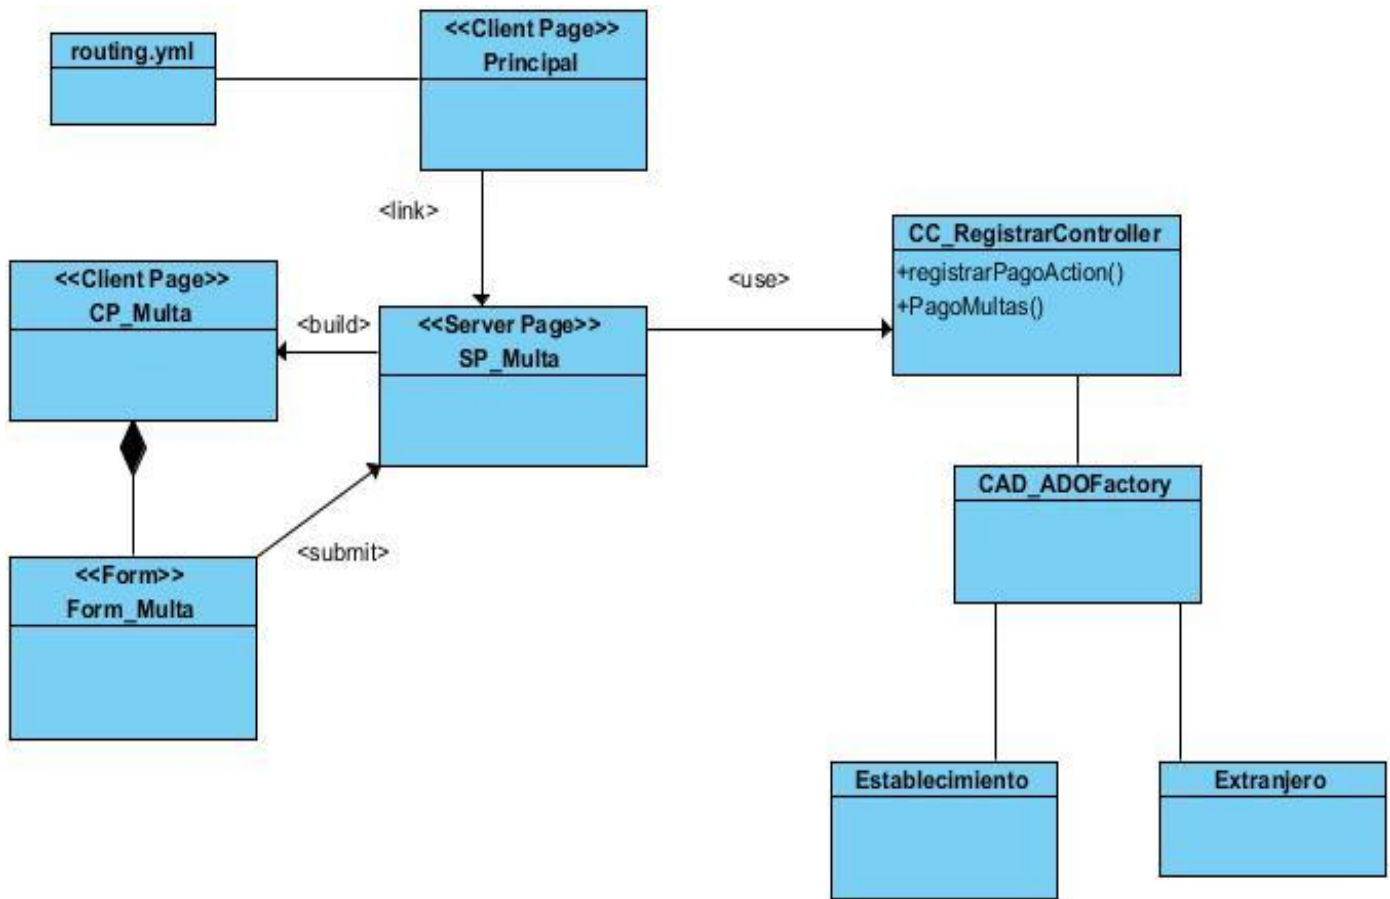 routing.yml
<<Client Page>>
Principal
<link>
<<Client Page>>
CP_Multa
<build>
<<Server Page>>
SP_Multa
<use>
CC_RegistrarController
+registrarPagoAction()
+PagoMultas()
<<Form>>
Form_Multa
<submit>
CAD_ADOFactory
Establecimiento
Extranjero